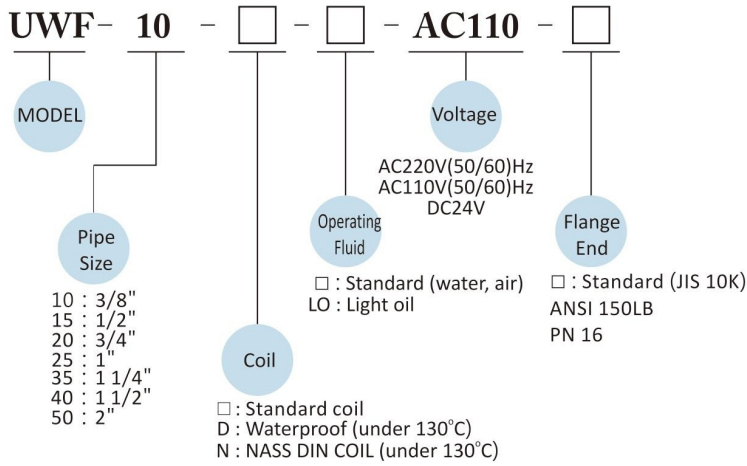 UWF - 10 - □ - □ - AC110 - □
MODEL
Voltage
AC220V(50/60)Hz
AC110V(50/60)Hz
DC24V
Pipe
Size
10 : 3/8"
15 : 1/2"
20 : 3/4"
25 : 1"
35 : 1 1/4"
40 : 1 1/2"
50 : 2"
Operating
Fluid
□ : Standard (water, air)
LO : Light oil
Flange
End
□ : Standard (JIS 10K)
ANSI 150LB
PN 16
Coil
□ : Standard coil
D : Waterproof (under 130°C)
N : NASS DIN COIL (under 130°C)